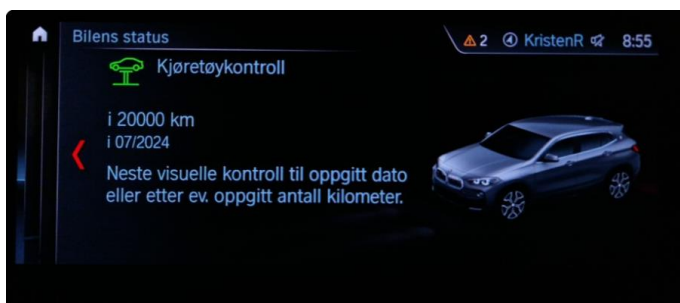 Bilens status
2 KristenR 8:55
Kjøretøykontroll
i 20000 km
i 07/2024
Neste visuelle kontroll til oppgitt dato
eller etter ev. oppgitt antall kilometer.